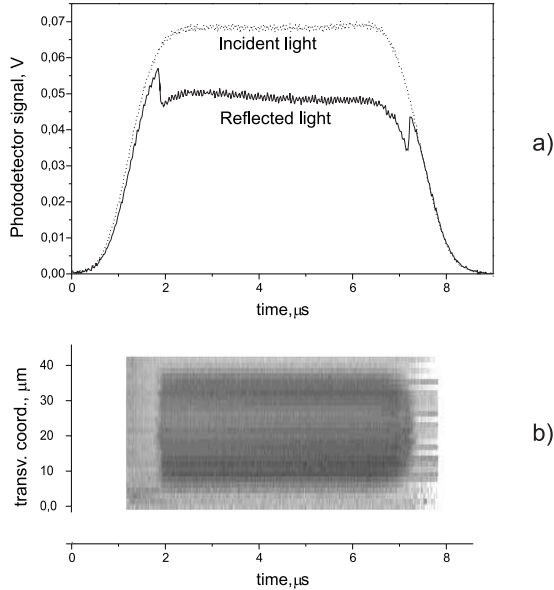 0,07
0,06
0,05
0,04
0,03
0,02
0,01
0,00
Photodetector signal, V
Incident light
Reflected light
a)
0 2 4 6 8
time,μs
40
30
20
10
0,0
transv. coord., μm
b)
0 2 4 6 8
time,μs